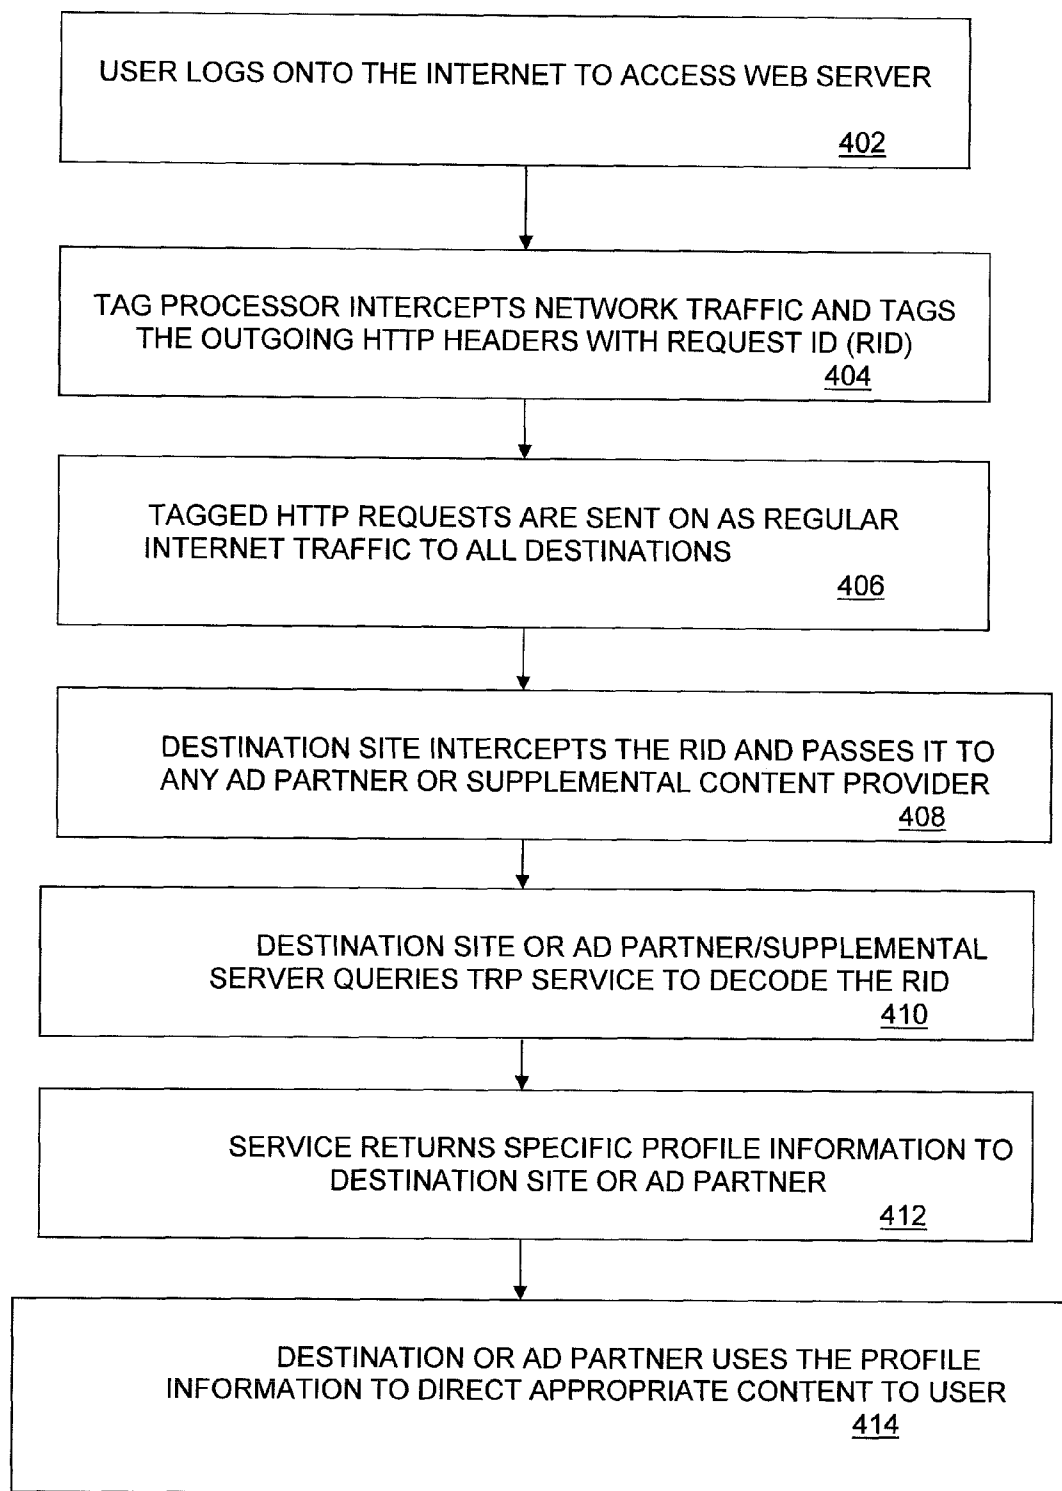 USER LOGS ONTO THE INTERNET TO ACCESS WEB SERVER
402
TAG PROCESSOR INTERCEPTS NETWORK TRAFFIC AND TAGS
THE OUTGOING HTTP HEADERS WITH REQUEST ID (RID)
404
TAGGED HTTP REQUESTS ARE SENT ON AS REGULAR
INTERNET TRAFFIC TO ALL DESTINATIONS
406
DESTINATION SITE INTERCEPTS THE RID AND PASSES IT TO
ANY AD PARTNER OR SUPPLEMENTAL CONTENT PROVIDER
408
DESTINATION SITE OR AD PARTNER/SUPPLEMENTAL
SERVER QUERIES TRP SERVICE TO DECODE THE RID
410
SERVICE RETURNS SPECIFIC PROFILE INFORMATION TO
DESTINATION SITE OR AD PARTNER
412
DESTINATION OR AD PARTNER USES THE PROFILE
INFORMATION TO DIRECT APPROPRIATE CONTENT TO USER
414